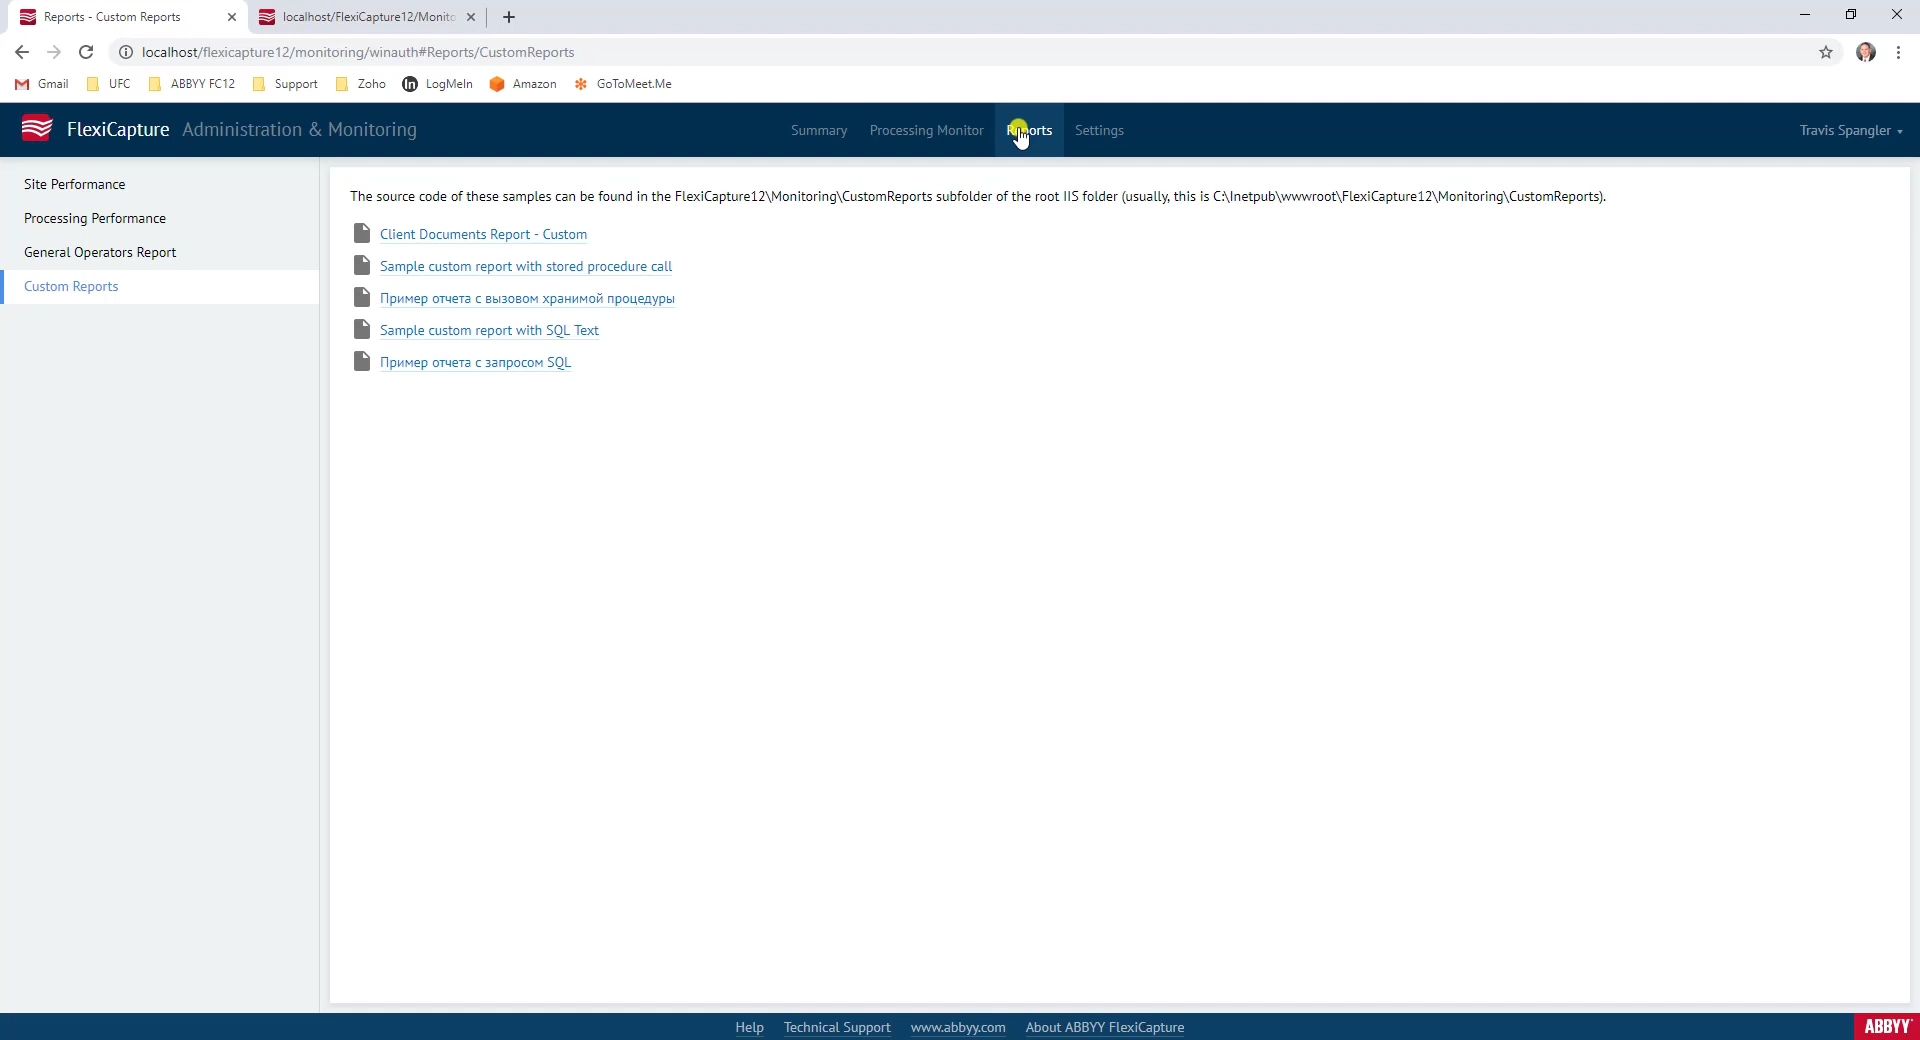 Reports - Custom Reports
localhost/FlexiCapture12/Monito
localhost/flexicapture12/monitoring/winauth#Reports/CustomReports
Gmail UFC ABBYY FC12 Support Zoho In LogMeIn Amazon GoToMeet.Me
FlexiCapture Administration & Monitoring Summary Processing Monitor Reports Settings Travis Spangler
Site Performance
Processing Performance
General Operators Report
Custom Reports
The source code of these samples can be found in the FlexiCapture12\Monitoring\CustomReports subfolder of the root IIS folder (usually, this is C:\Inetpub\wwwroot\FlexiCapture12\Monitoring\CustomReports).
Client Documents Report - Custom
Sample custom report with stored procedure call
Пример отчета с вызовом хранимой процедуры
Sample custom report with SQL Text
Пример отчета с запросом SQL
Help Technical Support www.abbyy.com About ABBYY FlexiCapture ABBYY